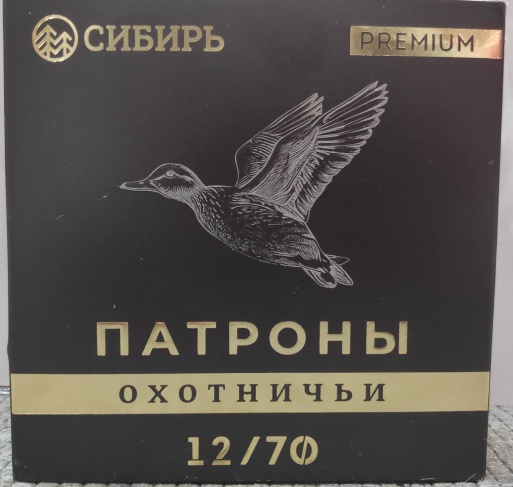 СИБИРЬ
PREMIUM
ПАТРОНЫ
ОХОТНИЧЬИ
12/70